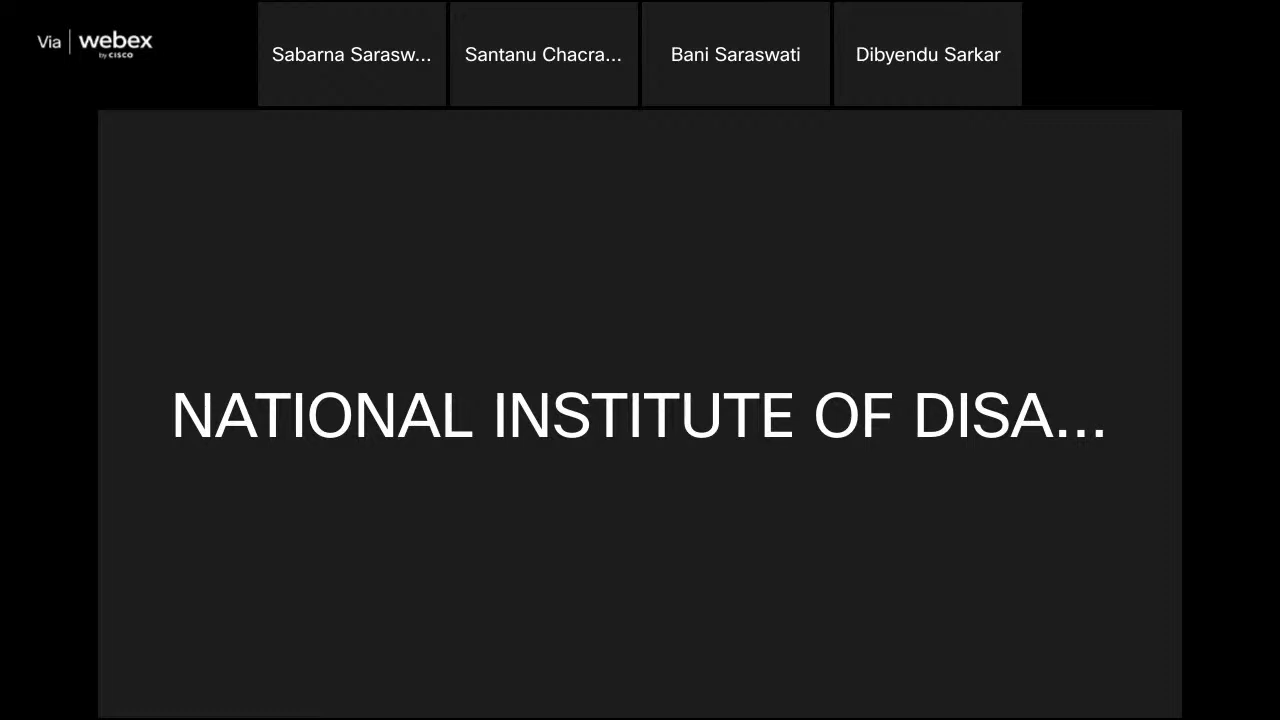 Via webex
by CISCO
Sabarna Sarasw...
Santanu Chacra...
Bani Saraswati
Dibyendu Sarkar
NATIONAL INSTITUTE OF DISA...